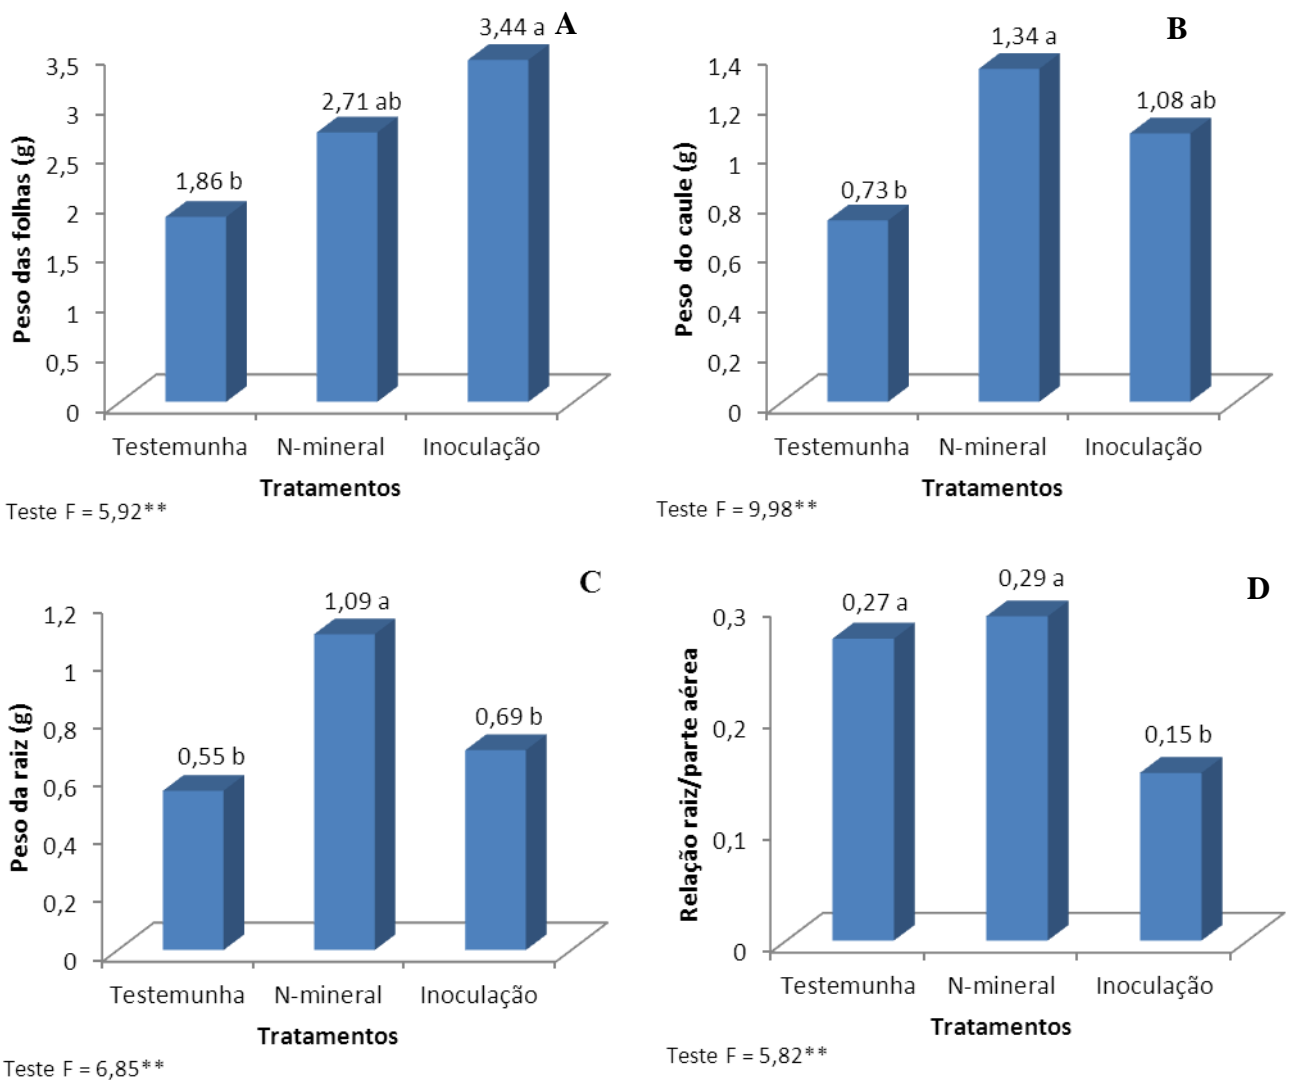 A
3,44 a
2,71 ab
1,86 b
3,5
3
2,5
2
1,5
1
0,5
0
Peso das folhas (g)
Testemunha N-mineral Inoculação
Tratamentos
Teste F = 5,92**
B
1,34 a
1,08 ab
0,73 b
1,4
1,2
1
0,8
0,6
0,4
0,2
0
Peso do caule (g)
Testemunha N-mineral Inoculação
Tratamentos
Teste F = 9,98**
C
1,09 a
0,69 b
0,55 b
1,2
1
0,8
0,6
0,4
0,2
0
Peso da raiz (g)
Testemunha N-mineral Inoculação
Tratamentos
Teste F = 6,85**
D
0,29 a
0,27 a
0,15 b
0,3
0,2
0,1
0
Relação raiz/parte aérea
Testemunha N-mineral Inoculação
Tratamentos
Teste F = 5,82**